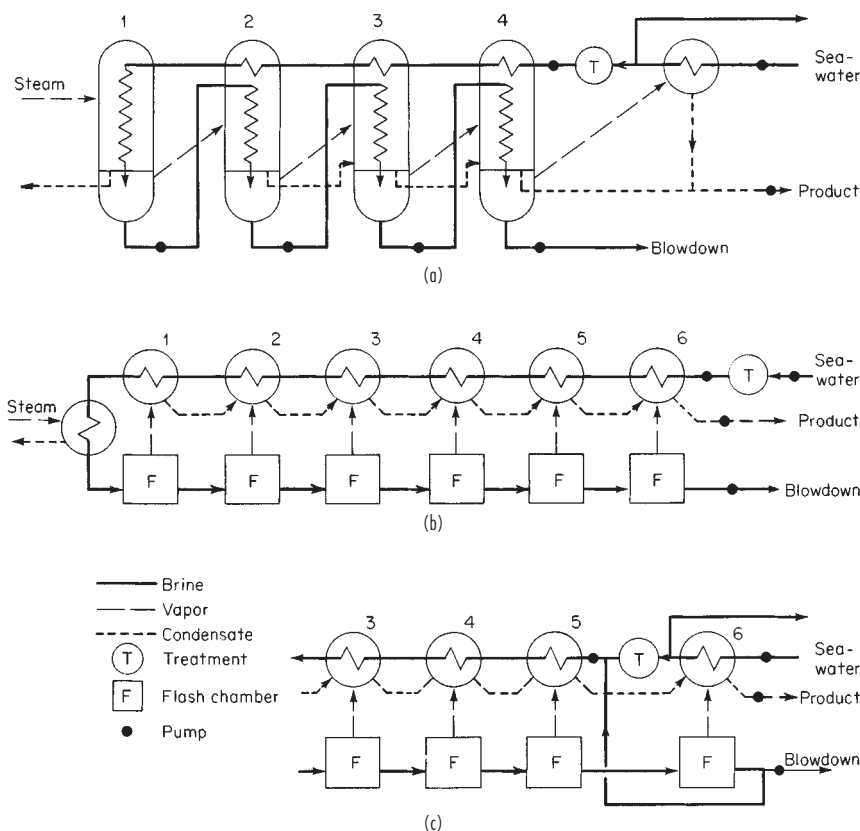 1 2 3 4
T
Sea-
water
Steam
Product
Blowdown
(a)
1 2 3 4 5 6
T
Sea-
water
Steam
Product
F F F F F F
Blowdown
(b)
Brine
Vapor
Condensate
T Treatment
F Flash chamber
Pump
3 4 5 6
T
Sea-
water
Product
F F F F
Blowdown
(c)